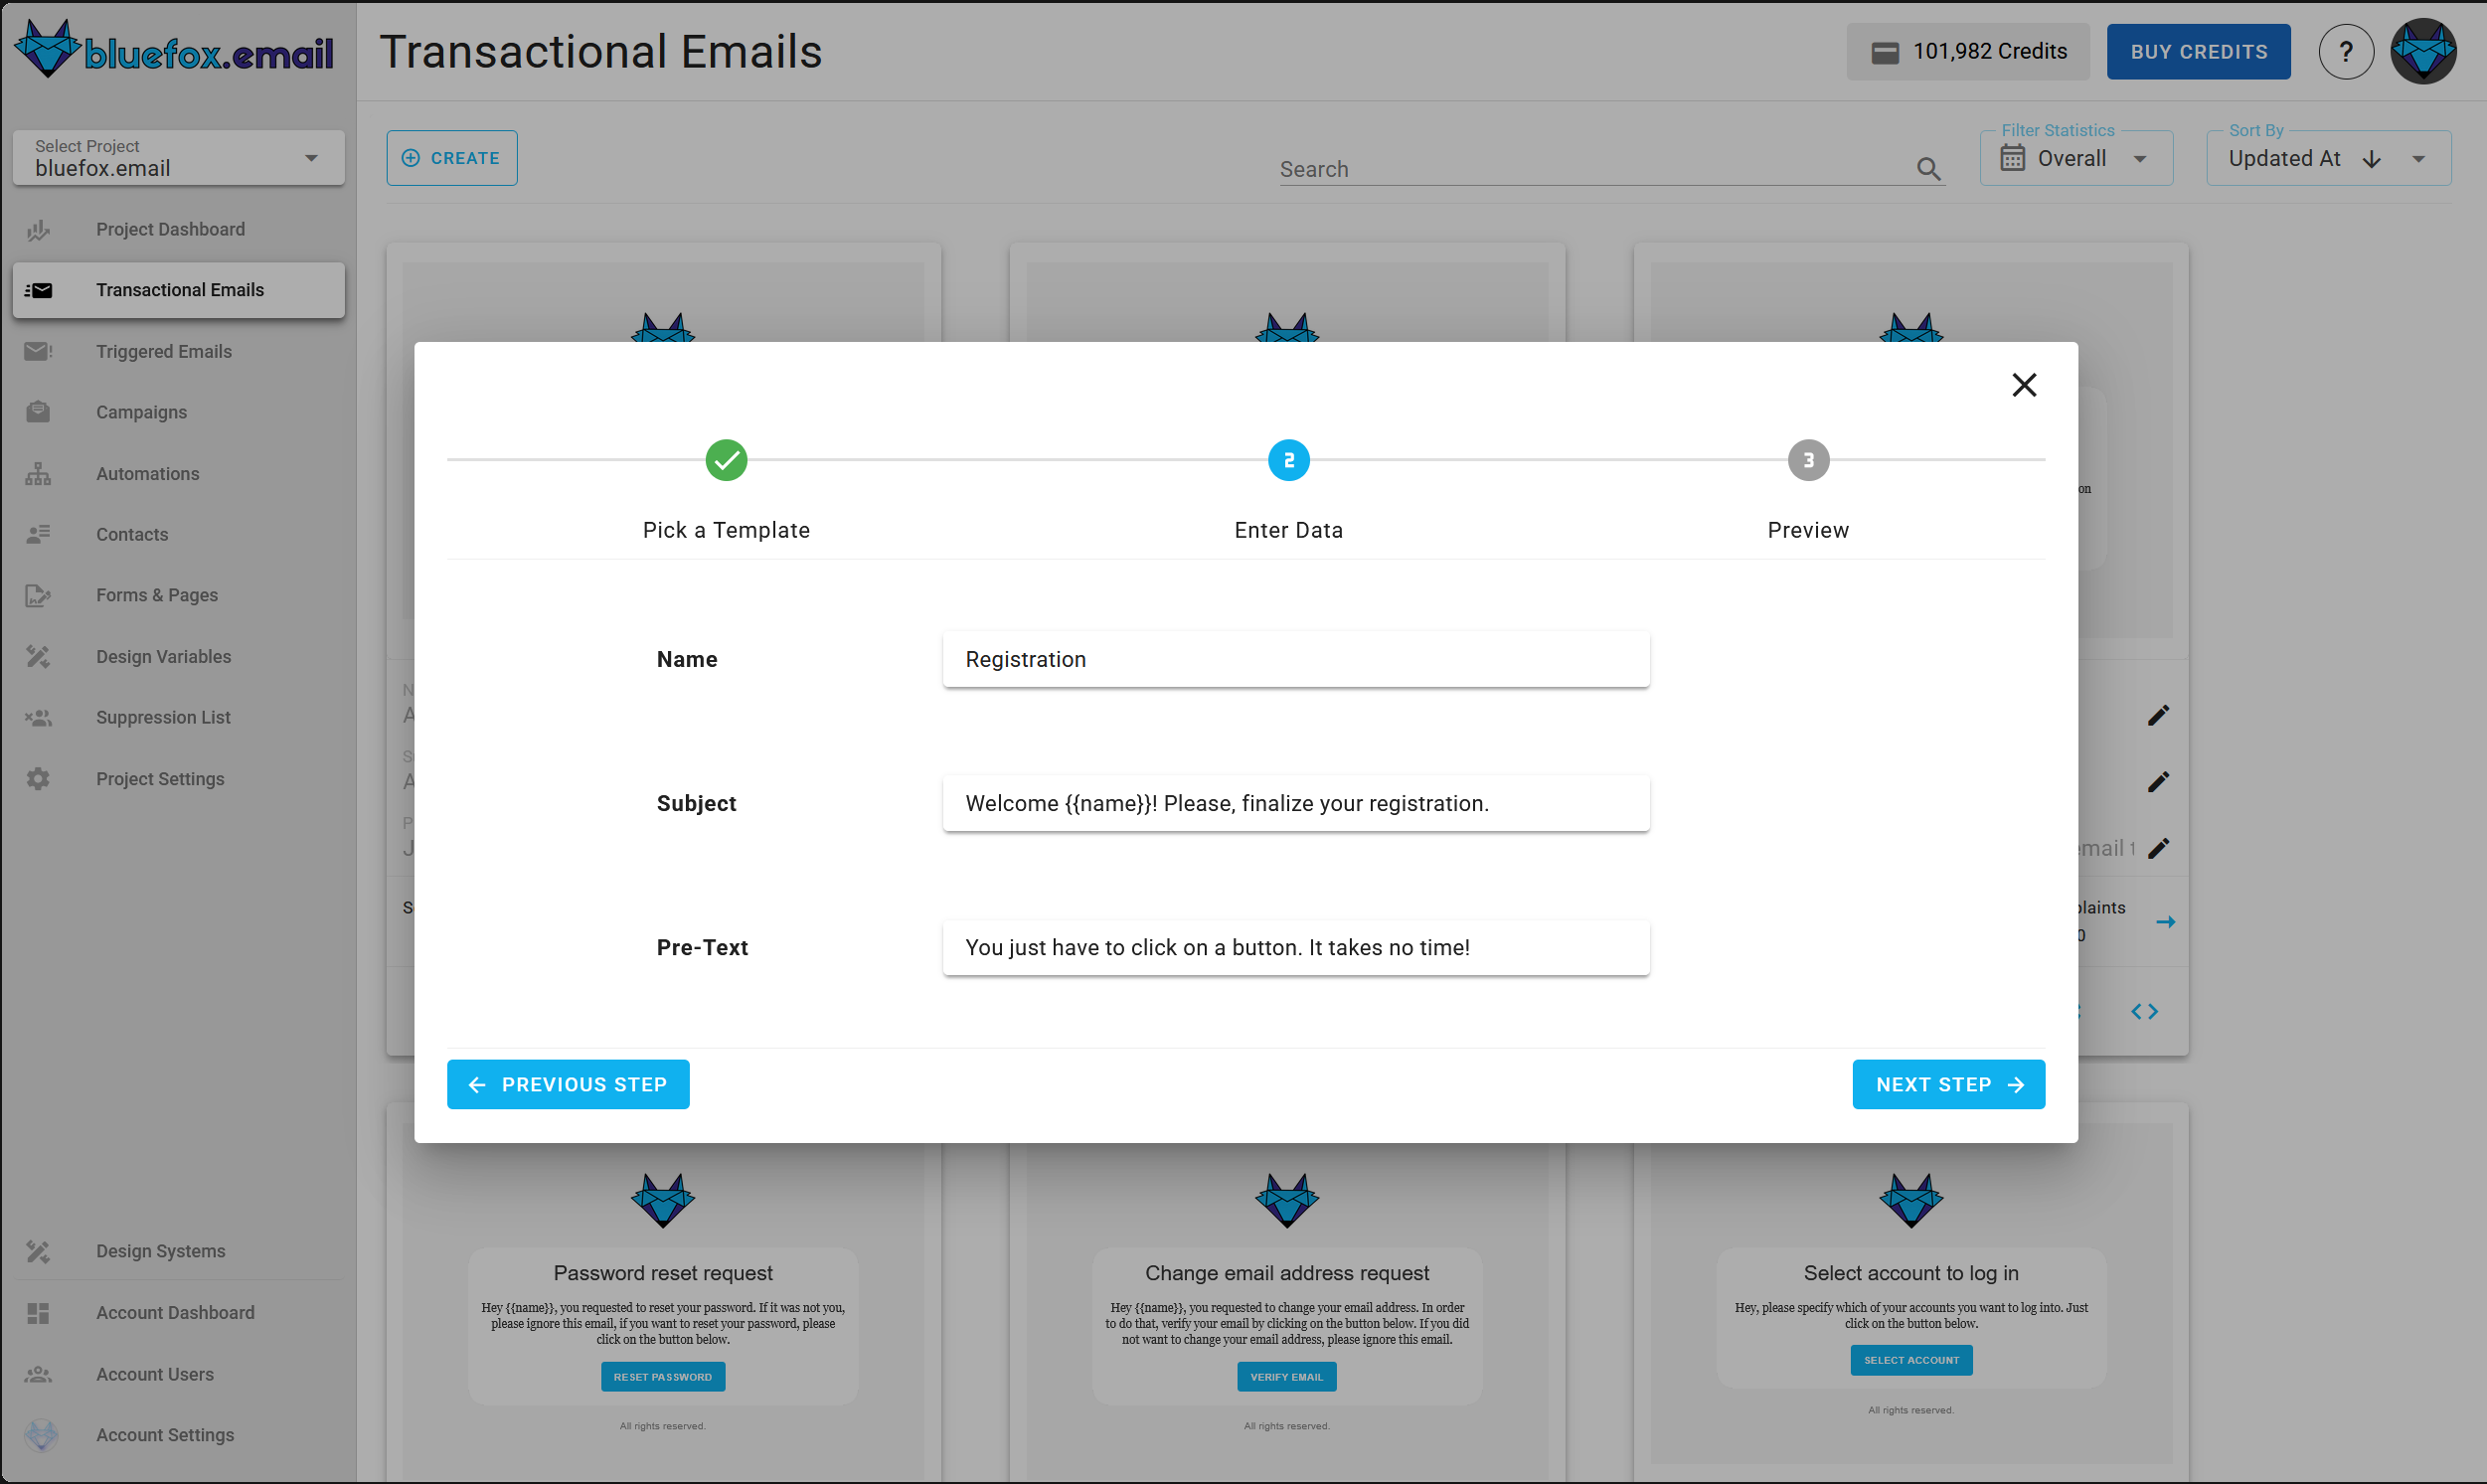 bluefox.email
Transactional Emails
101,982 Credits
BUY CREDITS
?
Select Project
bluefox.email
CREATE
Search
Filter Statistics
Overall
Sort By
Updated At
Project Dashboard
Transactional Emails
Triggered Emails
Campaigns
Automations
Contacts
Forms & Pages
Design Variables
Suppression List
Project Settings
Design Systems
Account Dashboard
Account Users
Account Settings
2
3
Pick a Template
Enter Data
Preview
Name
Registration
Subject
Welcome {{name}}! Please, finalize your registration.
Pre-Text
You just have to click on a button. It takes no time!
PREVIOUS STEP
NEXT STEP
on
email
0
Password reset request
Hey {{name}}, you requested to reset your password. If it was not you,
please ignore this email, if you want to reset your password, please
click on the button below.
RESET PASSWORD
All rights reserved.
Change email address request
Hey {{name}}, you requested to change your email address. In order
to do that, verify your email by clicking on the button below. If you did
not want to change your email address, please ignore this email.
VERIFY EMAIL
All rights reserved.
Select account to log in
Hey, please specify which of your accounts you want to log into. Just
click on the button below.
SELECT ACCOUNT
All rights reserved.